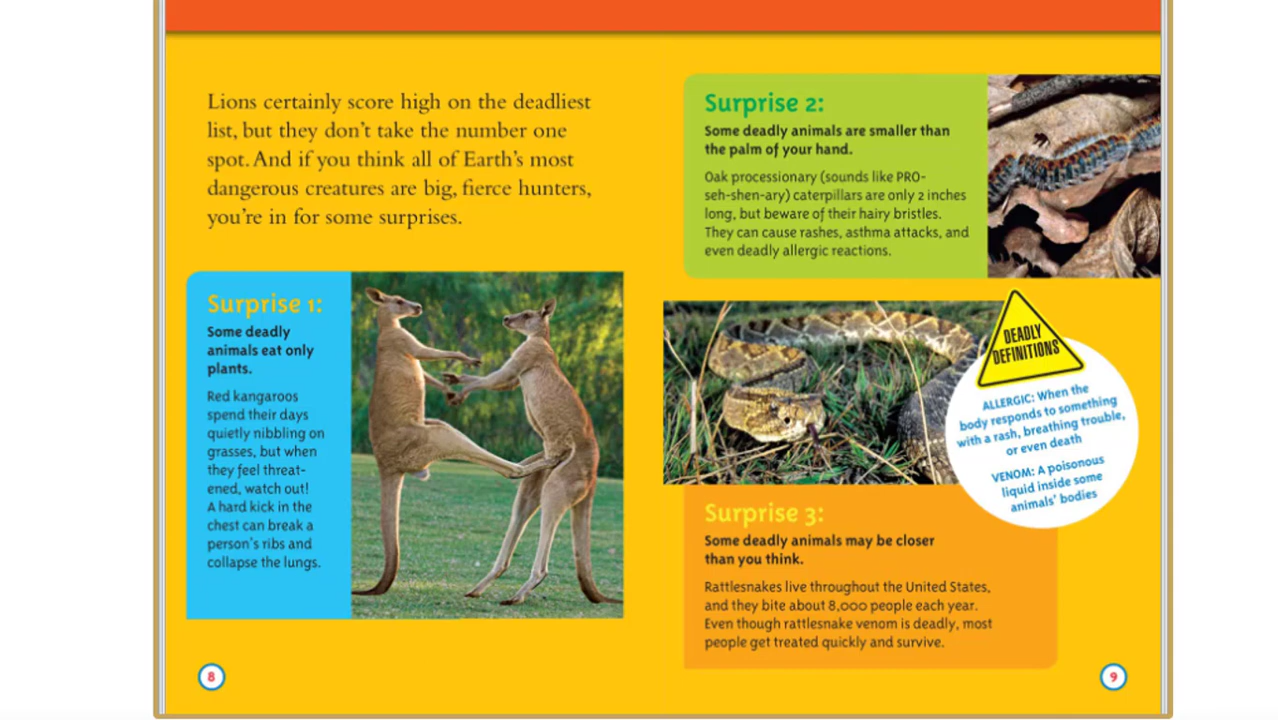 Lions certainly score high on the deadliest
list, but they don't take the number one
spot. And if you think all of Earth's most
dangerous creatures are big, fierce hunters,
you're in for some surprises.
Surprise 1:
Some deadly
animals eat only
plants.
Red kangaroos
spend their days
quietly nibbling on
grasses, but when
they feel threat-
ened, watch out!
A hard kick in the
chest can break a
person's ribs and
collapse the lungs.
8
Surprise 2:
Some deadly animals are smaller than
the palm of your hand.
Oak processionary (sounds like PRO-
seh-shen-ary) caterpillars are only 2 inches
long, but beware of their hairy bristles.
They can cause rashes, asthma attacks, and
even deadly allergic reactions.
DEADLY
DEFINITIONS
ALLERGIC: When the
body responds to something
with a rash, breathing trouble,
or even death
VENOM: A poisonous
liquid inside some
animals' bodies
Surprise 3:
Some deadly animals may be closer
than you think.
Rattlesnakes live throughout the United States,
and they bite about 8,000 people each year.
Even though rattlesnake venom is deadly, most
people get treated quickly and survive.
9